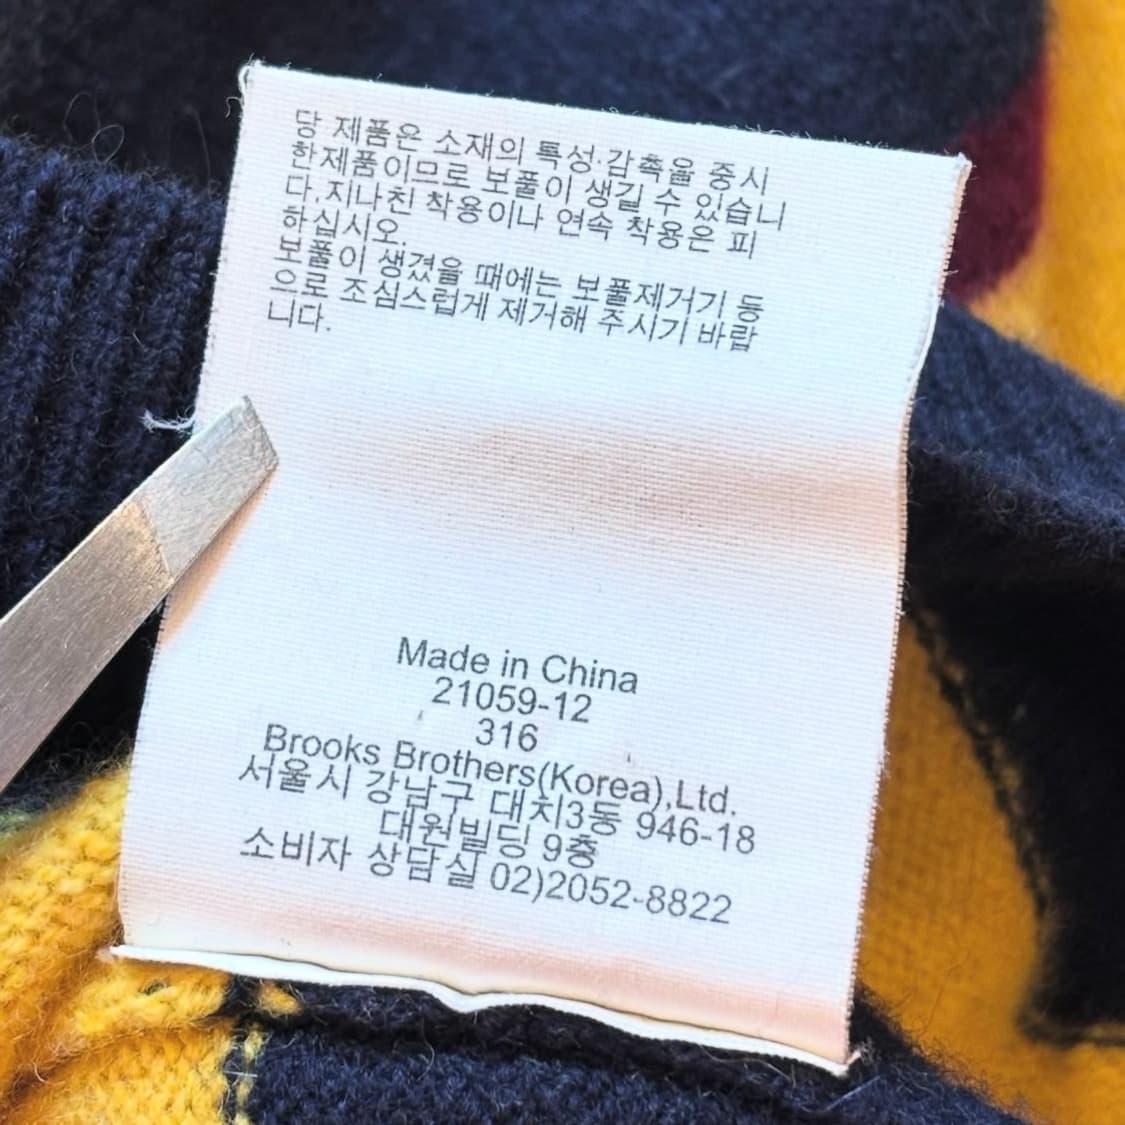 당 제품은 소재의 특성·감촉을 중시
한제품이므로 보풀이 생길 수 있습니
다.지나친 착용이나 연속 착용은 피
하십시오.
보풀이 생겼을 때에는 보풀제거기 등
으로 조심스럽게 제거해 주시기 바랍
니다.
Made in China
21059-12
316
Brooks Brothers(Korea),Ltd.
서울시 강남구 대치3동 946-18
대원빌딩 9층
소비자 상담실 02)2052-8822